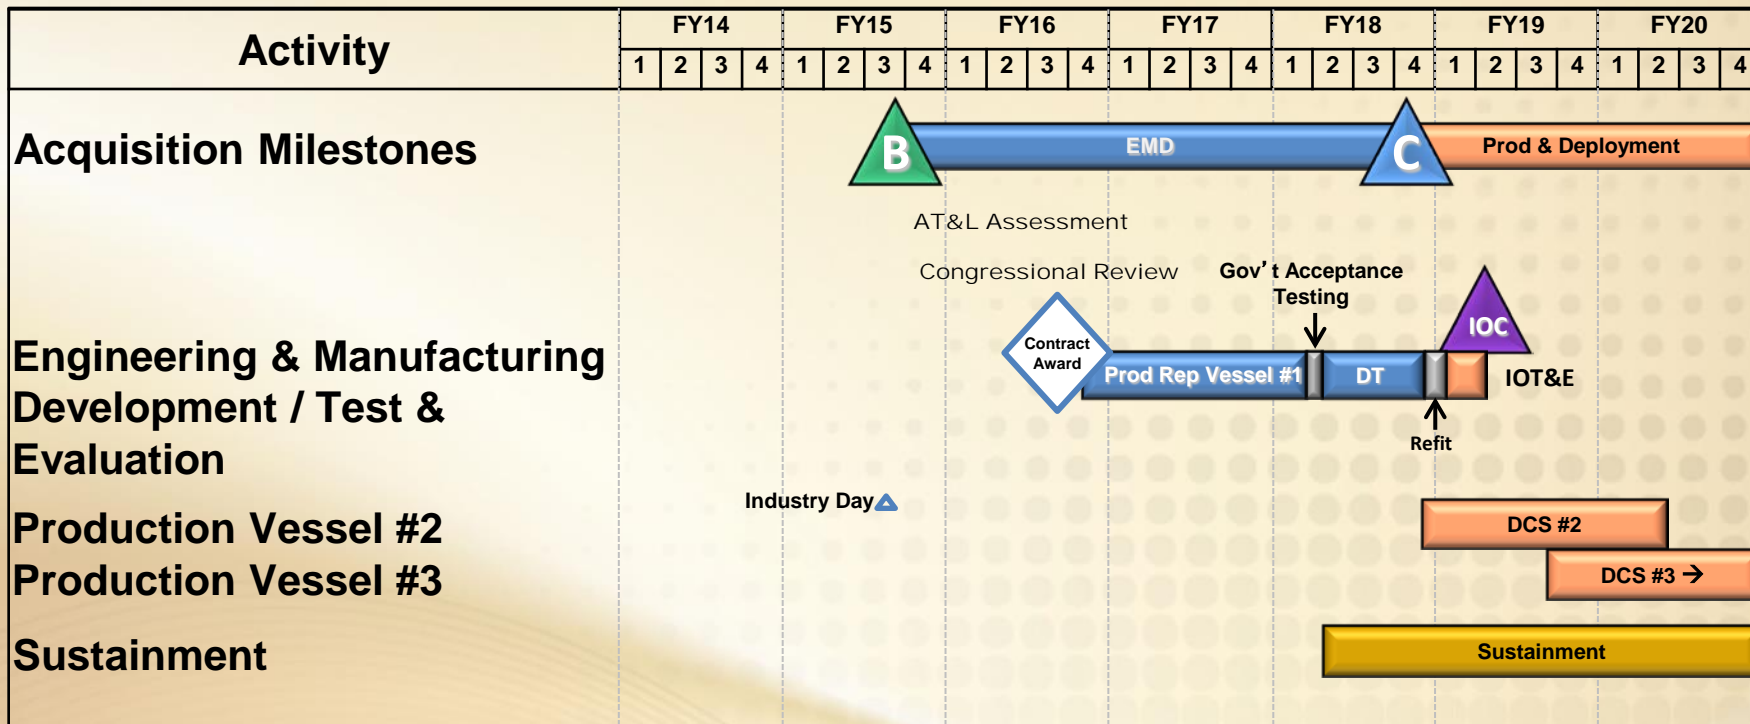 Activity
FY14 FY15 FY16 FY17 FY18 FY19 FY20
1 2 3 4 1 2 3 4 1 2 3 4 1 2 3 4 1 2 3 4 1 2 3 4 1 2 3 4
Acquisition Milestones
B
EMD
C
Prod & Deployment
AT&L Assessment
Congressional Review
Gov't Acceptance
Testing
IOC
Engineering & Manufacturing
Development / Test &
Evaluation
Contract
Award
Prod Rep Vessel #1
DT
IOT&E
Refit
Industry Day
Production Vessel #2
DCS #2
Production Vessel #3
DCS #3 →
Sustainment
Sustainment